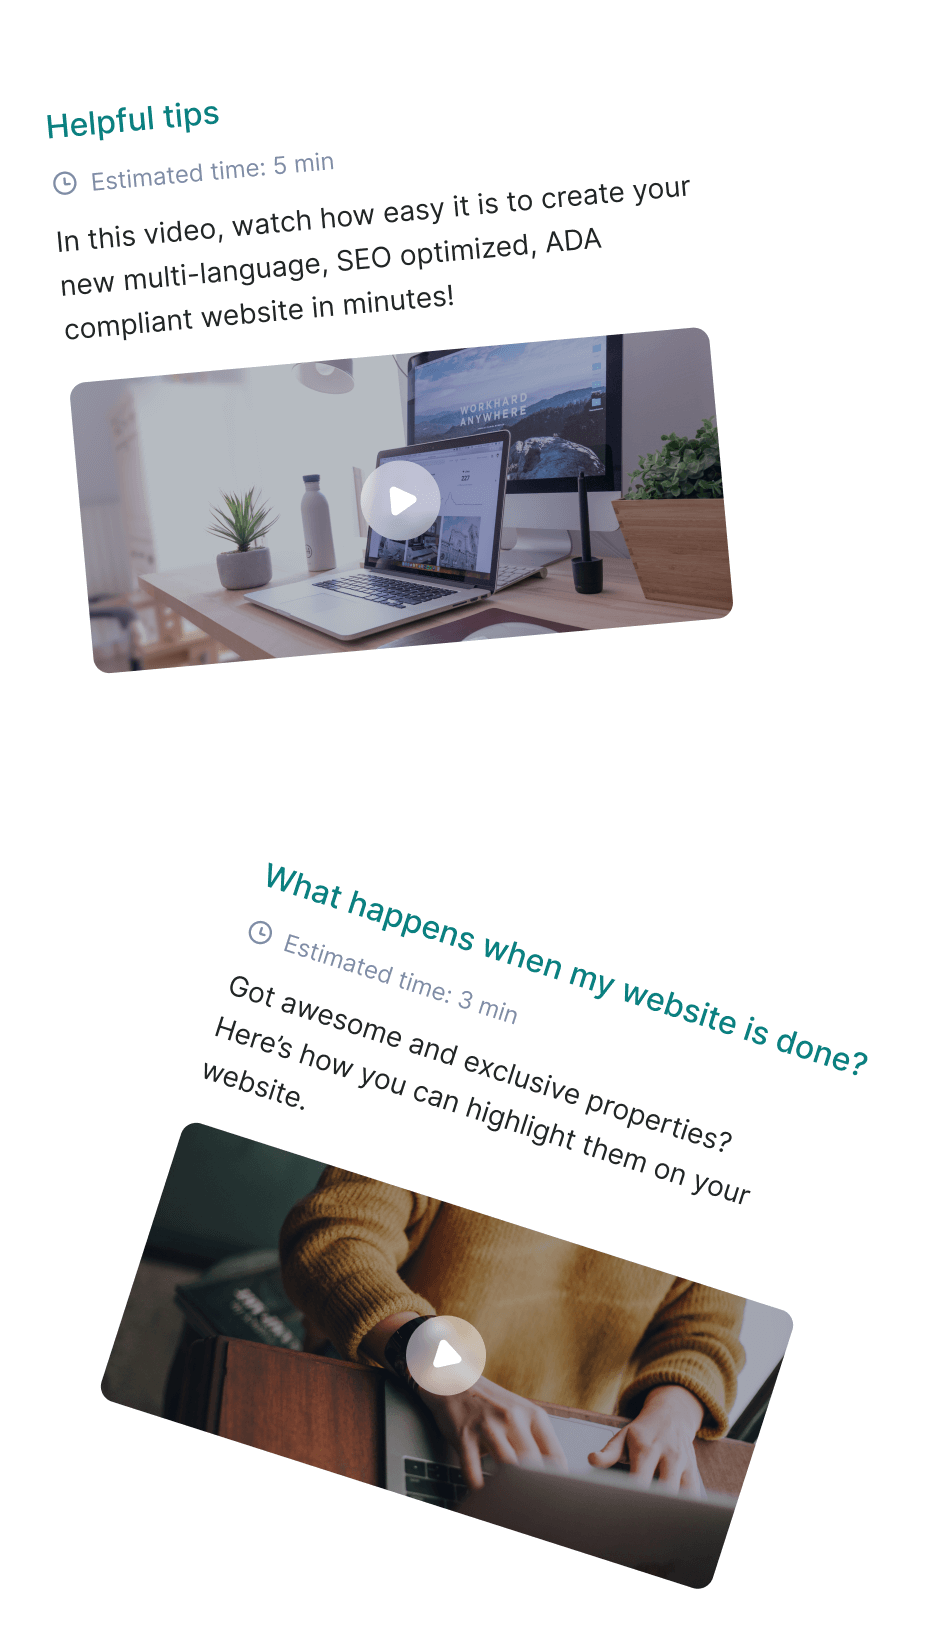 Helpful tips
Estimated time: 5 min
In this video, watch how easy it is to create your
new multi-language, SEO optimized, ADA
compliant website in minutes!
WORKHARD
ANYWHERE
What happens when my website is done?
Estimated time: 3 min
Got awesome and exclusive properties?
Here’s how you can highlight them on your
website.